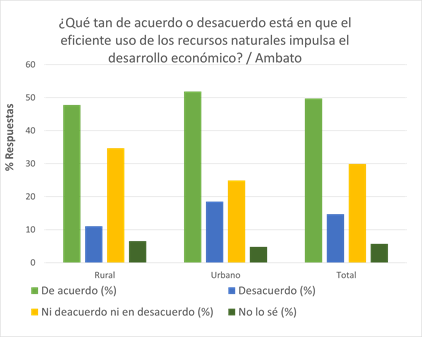 ¿Qué tan de acuerdo o desacuerdo está en que el
eficiente uso de los recursos naturales impulsa el
desarrollo económico? / Ambato
% Respuestas
60
50
40
30
20
10
0
Rural Urbano Total
De acuerdo (%) Desacuerdo (%)
Ni deacuerdo ni en desacuerdo (%) No lo sé (%)